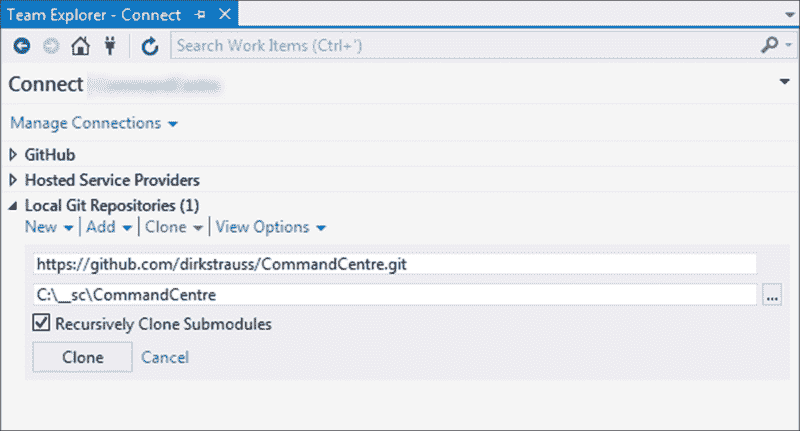 Team Explorer - Connect
Search Work Items (Ctrl+')
Connect
Manage Connections
GitHub
Hosted Service Providers
Local Git Repositories (1)
New Add Clone View Options
https://github.com/dirkstrauss/CommandCentre.git
C:\__sc\CommandCentre
...
Recursively Clone Submodules
Clone Cancel